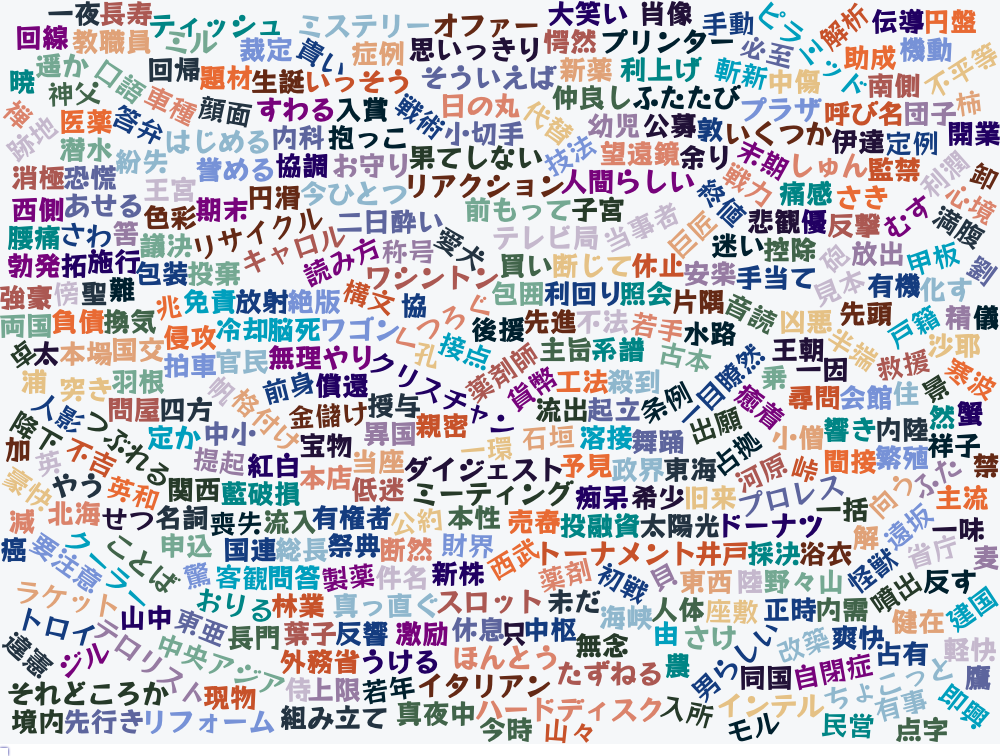 一夜 長寿 ティッシュ ミステリー オファー 大笑い 肖像 手動 ピラミッド 解析 伝導 円盤
回線 教職員 ミル 裁定 貴い 症例 思いっきり 愕然 プリンター 必至 助成 機動
暁 遥か 口語 回帰 題材 生誕 いっそう そういえば 新薬 利上げ 斬新 中傷 南側 不平等
神父 車種 顔面 すわる 入賞 戦術 日の丸 代替 仲良し ふたたび プラザ 呼び名 団子 柿
禅 跡地 医薬 答弁 はじめる 内科 抱っこ 小切手 幼児 公募 敦 いくつか 伊達 定例 開業
潜水 紛失 誉める 協調 お守り 果てしない 技法 望遠鏡 余り 末期 しゅん 監禁 利潤 卸
消極 恐慌 王宮 円滑 今ひとつ リアクション 人間らしい 戦力 痛感 さき 心境
西側 あせる 色彩 期末 リサイクル 二日酔い 前もって 子宮 当事者 巨匠 終値 悲観 優 反撃 むす 満腹
腰痛 さわ 筈 議決 キャロル 読み方 称号 愛犬 テレビ局 迷い 控除 砲 放出 甲板 劉
勃発 拓 施行 包装 投棄 ワシントン 買い 断じて 休止 安楽 手当て 見本 有機 化す
強豪 傍 聖 難 兆 免責 放射 絶版 構文 協 くつろぐ 包囲 利回り 照会 片隅 音読 凶悪 先頭 戸籍 精 儀
両国 負債 換気 侵攻 冷却 脳死 ワゴン 孔 接点 後援 先進 不法 若手 水路 半端 沙耶
卓 太 本場 国交 拍車 官民 無理やり クリスチャン 薬剤師 主旨 系譜 古本 一目瞭然 王朝 一因 救援 寒波
浦 突き 羽根 帆 格付け 前身 償還 貨幣 工法 殺到 条例 乗 癒着 尋問 会館 住 景
人影 つぶれる 問屋 四方 金儲け 授与 親密 流出 起立 出願 占拠 小僧 響き 内陸 然 蟹
降下 不吉 定か 中小 宝物 異国 一環 石垣 溶接 舞踊 河原 峠 間接 繁殖 祥子
加 英 提起 紅白 本店 当座 ダイジェスト 予見 政界 東海 プロレス 向う ふた 禁
豪快 やう 英和 関西 藍 破損 低迷 ミーティング 痴呆 希少 旧来 一括 主流
減 北海 せつ 名詞 喪失 流入 有権者 公約 本性 売春 投融資 太陽光 ドーナツ 解 遠坂 一味
癌 要注意 クーラー ことば 申込 国連 総長 祭典 断然 財界 西武 トーナメント 井戸 採決 浴衣 怪獣 省庁 麦
驚 客観 問答 製薬 件名 新株 薬剤 初戦 貝 東西 陸 野々山 噴出 反す
ラケット おりる 林業 真っ直ぐ スロット 未だ 海峡 人体 座敷 正時 内需 健在 建国
トロイ 山中 東亜 長門 葉子 反響 激励 休息 只 中枢 無念 由 さけ 男らしい 改築 爽快 占有 軽快
違憲 ジル テロリスト 中央アジア 外務省 うける ほんとう たずねる 農 同国 自閉症 ちょこっと 鷹
それどころか 現物 侍 上限 若年 イタリアン ハードディスク 入所 インテル 有事 即興
境内 先行き リフォーム 組み立て 真夜中 今時 山々 モル 民営 点字